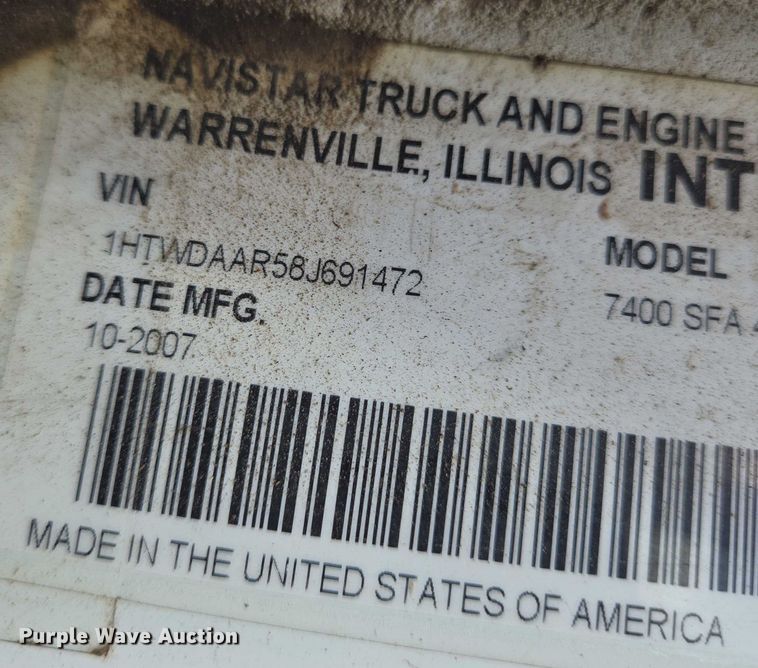 NAVISTAR TRUCK AND ENGINE
WARRENVILLE, ILLINOIS INT
VIN
1HTWDAAR58J691472
MODEL
7400 SFA 4
DATE MFG.
10-2007
MADE IN THE UNITED STATES OF AMERICA
Purple Wave Auction